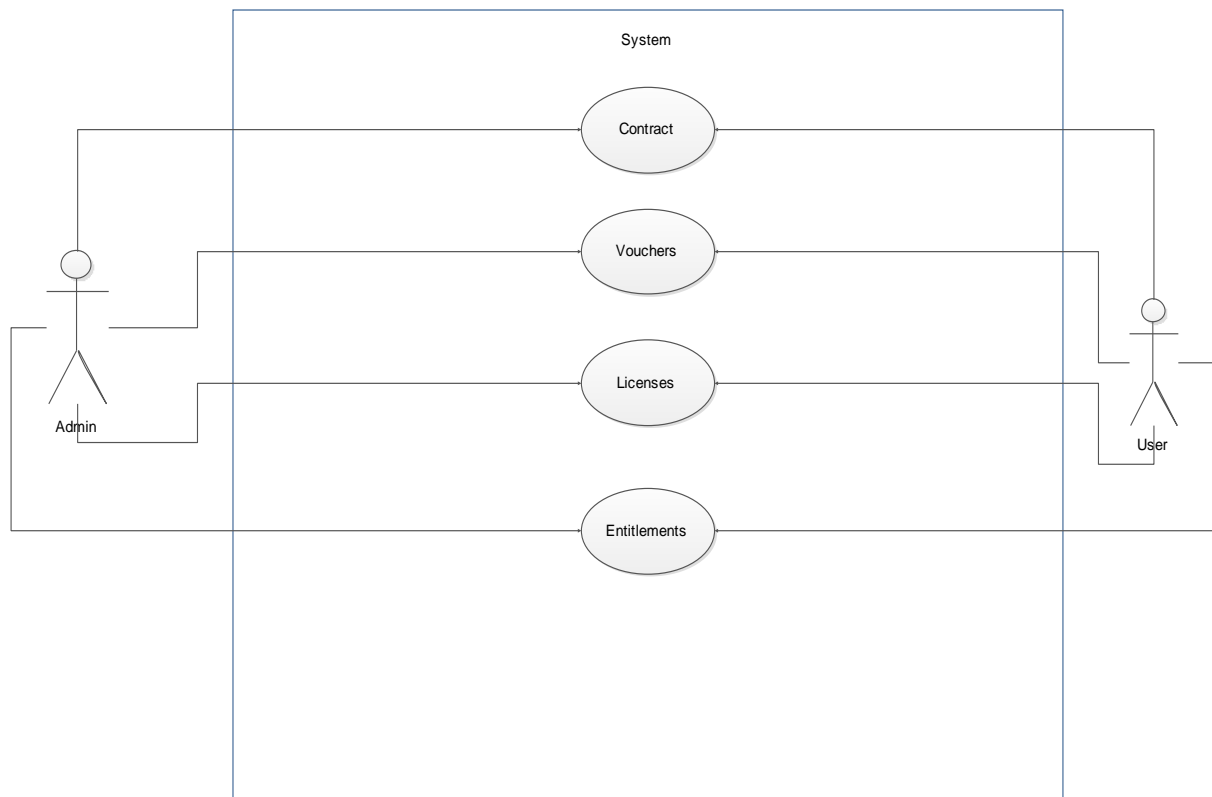 System
Contract
Vouchers
Licenses
Admin
User
Entitlements